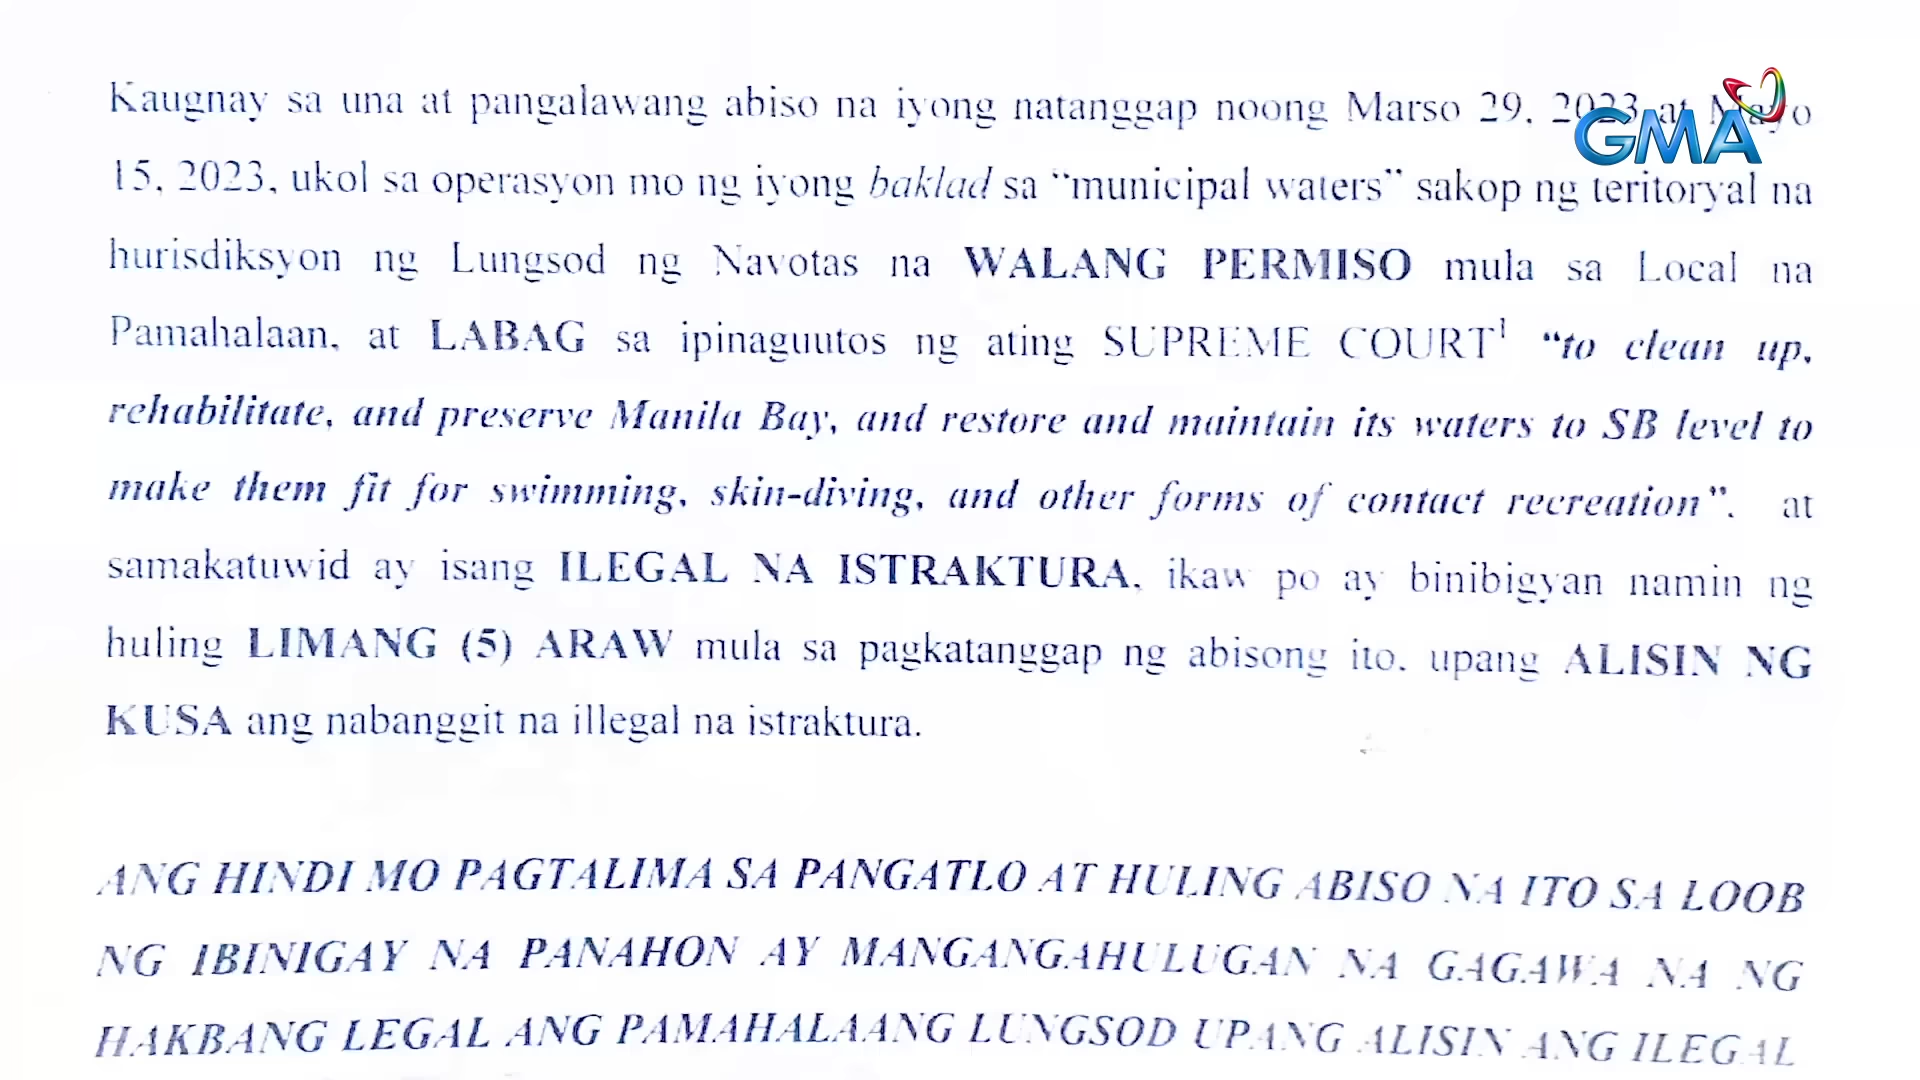 Kaugnay sa una at pangalawang abiso na iyong natanggap noong Marso 29, 2023 at Mayo
15, 2023, ukol sa operasyon mo ng iyong baklad sa “municipal waters” sakop ng teritoryal na
hurisdiksyon ng Lungsod ng Navotas na WALANG PERMISO mula sa Local na
Pamahalaan, at LABAG sa ipinaguutos ng ating SUPREME COURT¹ “to clean up,
rehabilitate, and preserve Manila Bay, and restore and maintain its waters to SB level to
make them fit for swimming, skin-diving, and other forms of contact recreation”. at
samakatuwid ay isang ILEGAL NA ISTRAKTURA, ikaw po ay binibigyan namin ng
huling LIMANG (5) ARAW mula sa pagkatanggap ng abisong ito, upang ALISIN NG
KUSA ang nabanggit na illegal na istraktura.
ANG HINDI MO PAGTALIMA SA PANGATLO AT HULING ABISO NA ITO SA LOOB
NG IBINIGAY NA PANAHON AY MANGANGAHULUGAN NA GAGAWA NA NG
HAKBANG LEGAL ANG PAMAHALAANG LUNGSOD UPANG ALISIN ANG ILEGAL
GMA